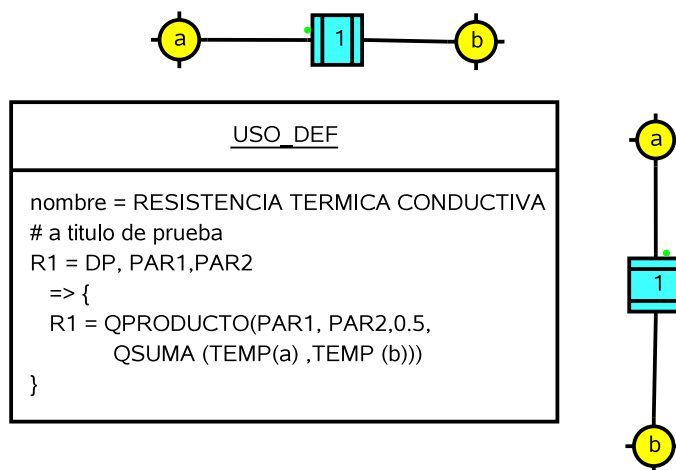 a
1
b
USO_DEF
nombre = RESISTENCIA TERMICA CONDUCTIVA
# a titulo de prueba
R1 = DP, PAR1,PAR2
=> {
R1 = QPRODUCTO(PAR1, PAR2,0.5,
QSUMA (TEMP(a) ,TEMP (b)))
}
a
1
b